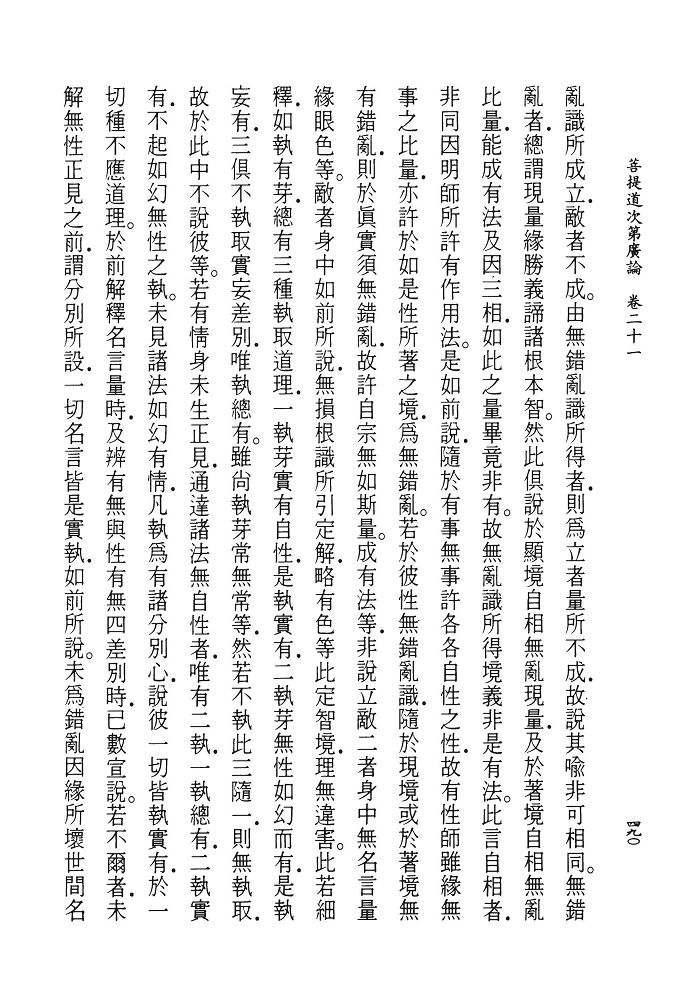 菩提道次第廣論　卷二十一
四九〇
亂識所成立．敵者不成。由無錯亂識所得者．則爲立者量所不成．故說其喩非可相同。無錯
亂者．總謂現量緣勝義諦諸根本智。然此俱說於顯境自相無亂現量．及於著境自相無亂
比量．能成有法及因三相．如此之量畢竟非有。故無亂識所得境義非是有法。此言自相者．
非同因明師所許有作用法。是如前說．隨於有事無事許各各自性之性．故有性師雖緣無
事之比量．亦許於如是性所著之境．爲無錯亂。若於彼性無錯亂識．隨於現境或於著境無
有錯亂．則於眞實須無錯亂．故許自宗無如斯量。成有法等．非說立敵二者身中無名言量
緣眼色等。敵者身中如前所說．無損根識所引定解．略有色等此定智境．理無違害。此若細
釋．如執有芽．總有三種執取道理．一執芽實有自性．是執實有．二執芽無性如幻而有．是執
妄有．三俱不執取實妄差別．唯執總有。雖尙執芽常無常等．然若不執此三隨一．則無執取．
故於此中不說彼等。若有情身未生正見．通達諸法無自性者．唯有二執．一執總有．二執實
有．不起如幻無性之執。未見諸法如幻有情．凡執爲有諸分別心．說彼一切皆執實有．於一
切種不應道理。於前解釋名言量時．及辨有無與性有無四差別時．已數宣說。若不爾者．未
解無性正見之前．謂分別所設．一切名言皆是實執．如前所說。未爲錯亂因緣所壞世間名